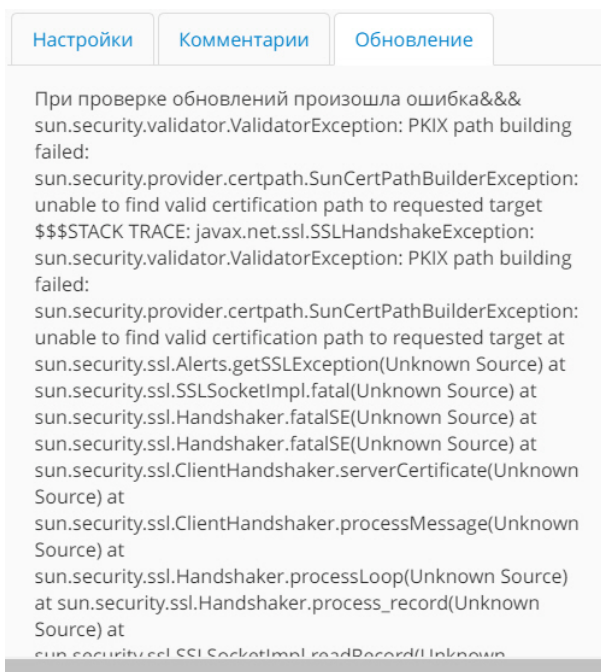 Настройки
Комментарии
Обновление
При проверке обновлений произошла ошибка&&&
sun.security.validator.ValidatorException: PKIX path building
failed:
sun.security.provider.certpath.SunCertPathBuilderException:
unable to find valid certification path to requested target
$$$STACK TRACE: javax.net.ssl.SSLHandshakeException:
sun.security.validator.ValidatorException: PKIX path building
failed:
sun.security.provider.certpath.SunCertPathBuilderException:
unable to find valid certification path to requested target at
sun.security.ssl.Alerts.getSSLException(Unknown Source) at
sun.security.ssl.SSLSocketImpl.fatal(Unknown Source) at
sun.security.ssl.Handshaker.fatalSE(Unknown Source) at
sun.security.ssl.Handshaker.fatalSE(Unknown Source) at
sun.security.ssl.ClientHandshaker.serverCertificate(Unknown
Source) at
sun.security.ssl.ClientHandshaker.processMessage(Unknown
Source) at
sun.security.ssl.Handshaker.processLoop(Unknown Source)
at sun.security.ssl.Handshaker.process_record(Unknown
Source) at
sun.security.ssl.SSLSocketImpl.readRecord(Unknown